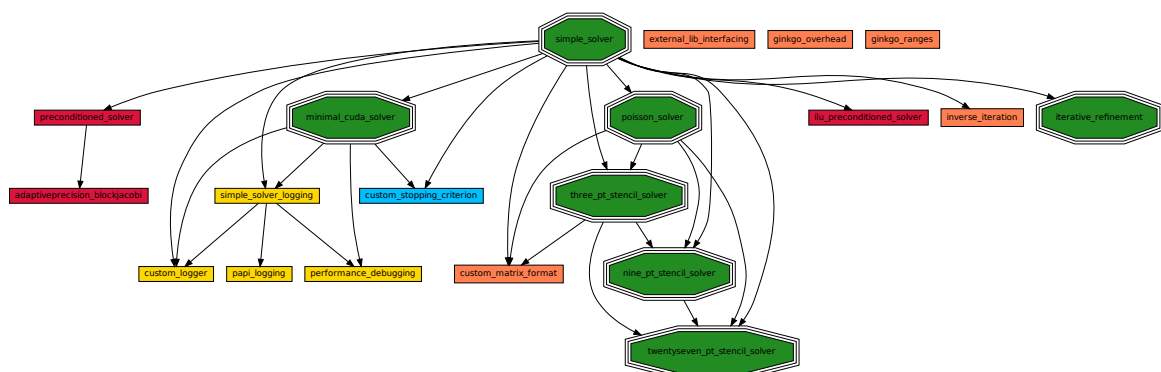 simple_solver
external_lib_interfacing
ginkgo_overhead
ginkgo_ranges
preconditioned_solver
minimal_cuda_solver
poisson_solver
ilu_preconditioned_solver
inverse_iteration
iterative_refinement
adaptiveprecision_blockjacobi
simple_solver_logging
custom_stopping_criterion
three_pt_stencil_solver
custom_logger
papi_logging
performance_debugging
custom_matrix_format
nine_pt_stencil_solver
twentyseven_pt_stencil_solver